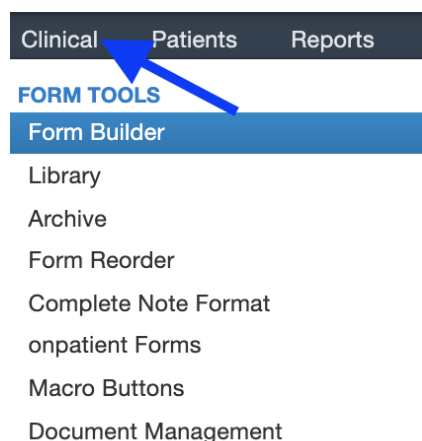 Clinical Patients Reports
FORM TOOLS
Form Builder
Library
Archive
Form Reorder
Complete Note Format
onpatient Forms
Macro Buttons
Document Management